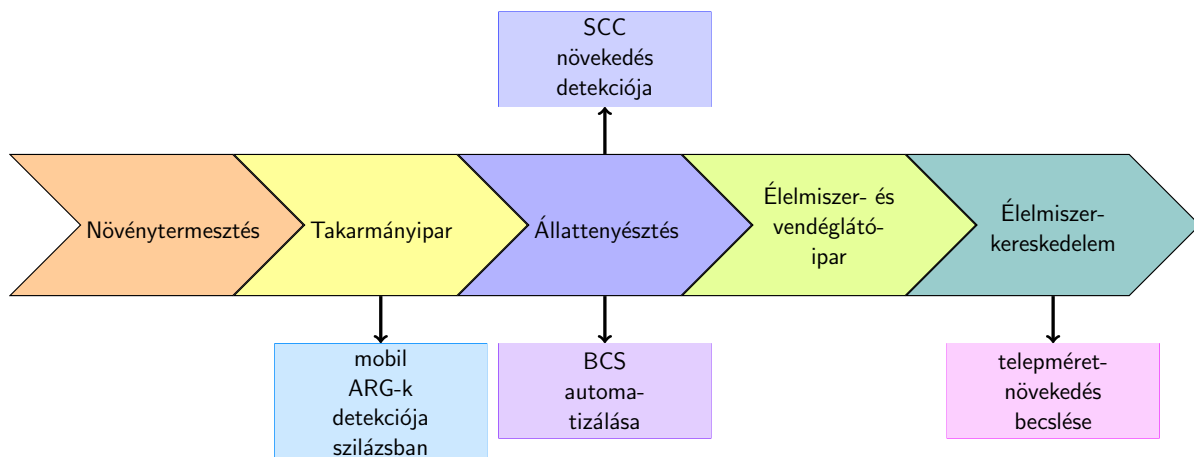 SCC
növekedés
detekciója
Növénytermesztés
Takarmányipar
Állattenyésztés
Élelmiszer- és
vendéglátó-
ipar
Élelmiszer-
kereskedelem
mobil
ARG-k
detekciója
szilázsban
BCS
automa-
tizálása
telepméret-
növekedés
becslése